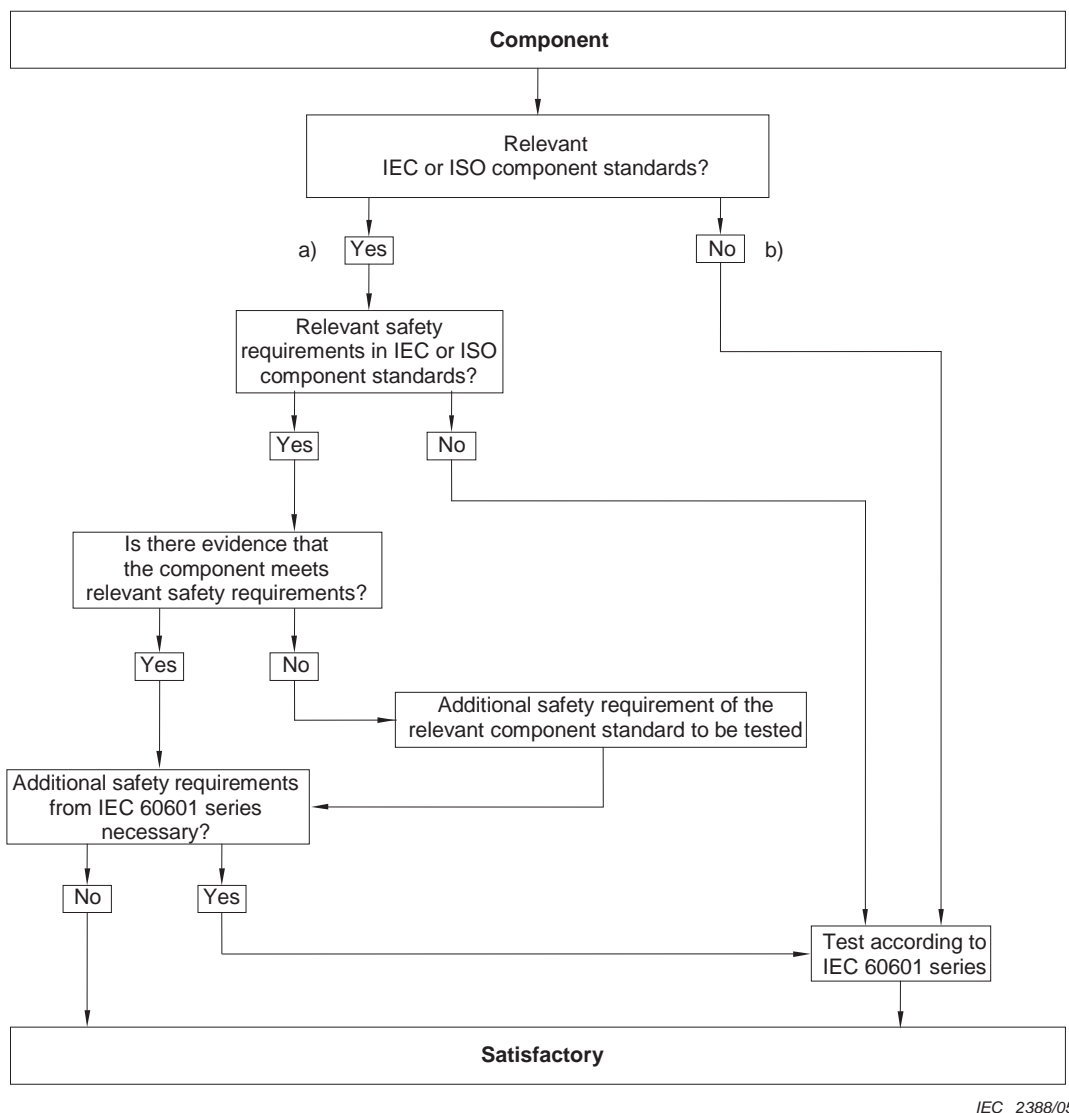 Component
Relevant
IEC or ISO component standards?
a)
Yes
No
b)
Relevant safety
requirements in IEC or ISO
component standards?
Yes
No
Is there evidence that
the component meets
relevant safety requirements?
Yes
No
Additional safety requirement of the
relevant component standard to be tested
Additional safety requirements
from IEC 60601 series
necessary?
No
Yes
Test according to
IEC 60601 series
Satisfactory
IEC 2388/05